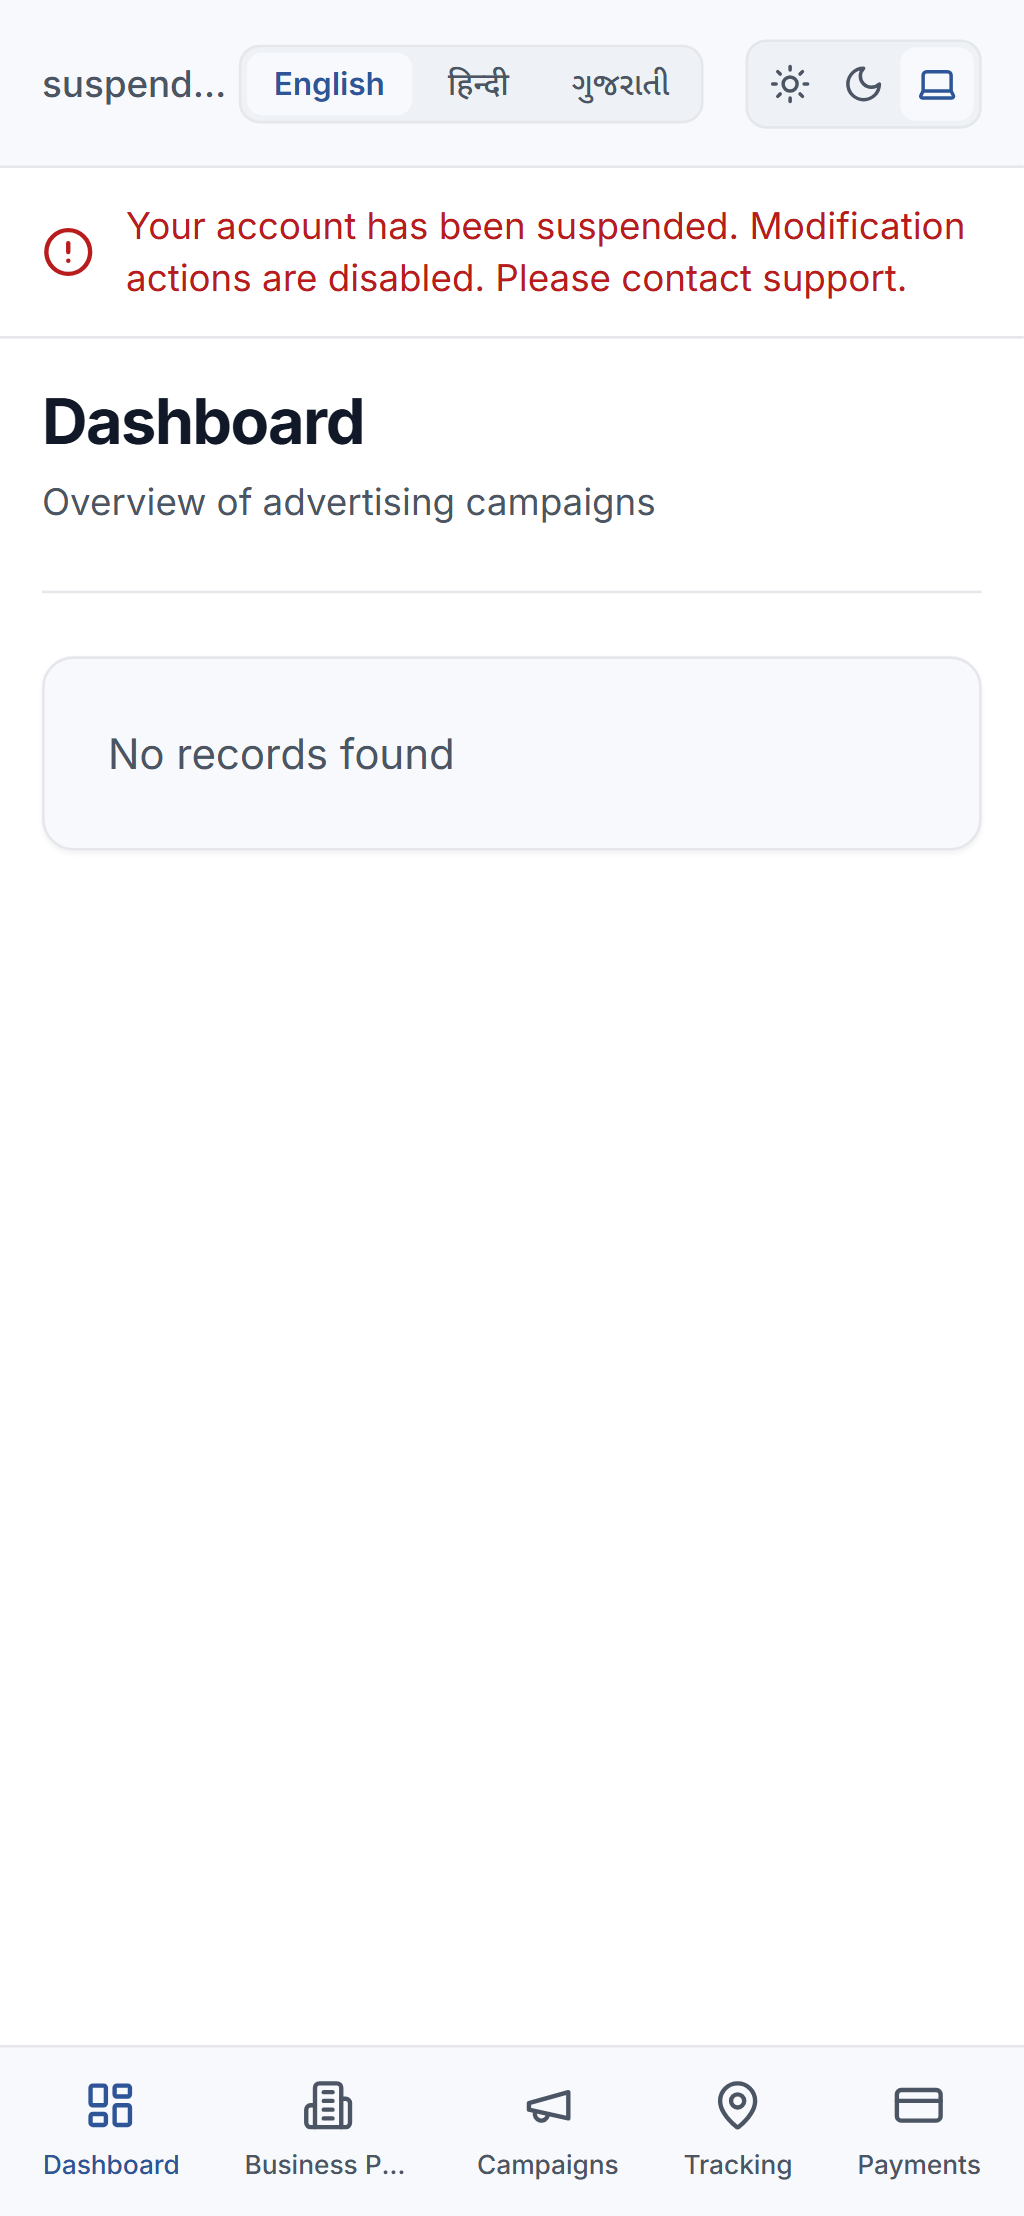 suspend...
English
हिन्दी
ગુજરાતી
Your account has been suspended. Modification
actions are disabled. Please contact support.
Dashboard
Overview of advertising campaigns
No records found
Dashboard
Business P...
Campaigns
Tracking
Payments